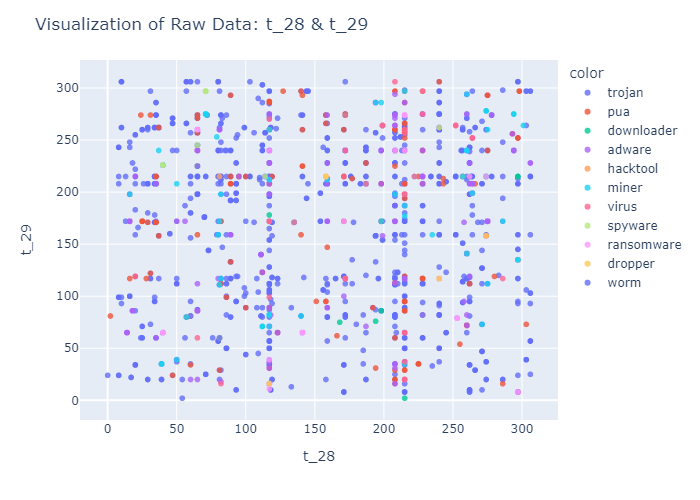 Visualization of Raw Data: t_28 & t_29
color
trojan
pua
downloader
adware
hacktool
miner
virus
spyware
ransomware
dropper
worm
300
250
200
150
100
50
0
t_29
0 50 100 150 200 250 300
t_28